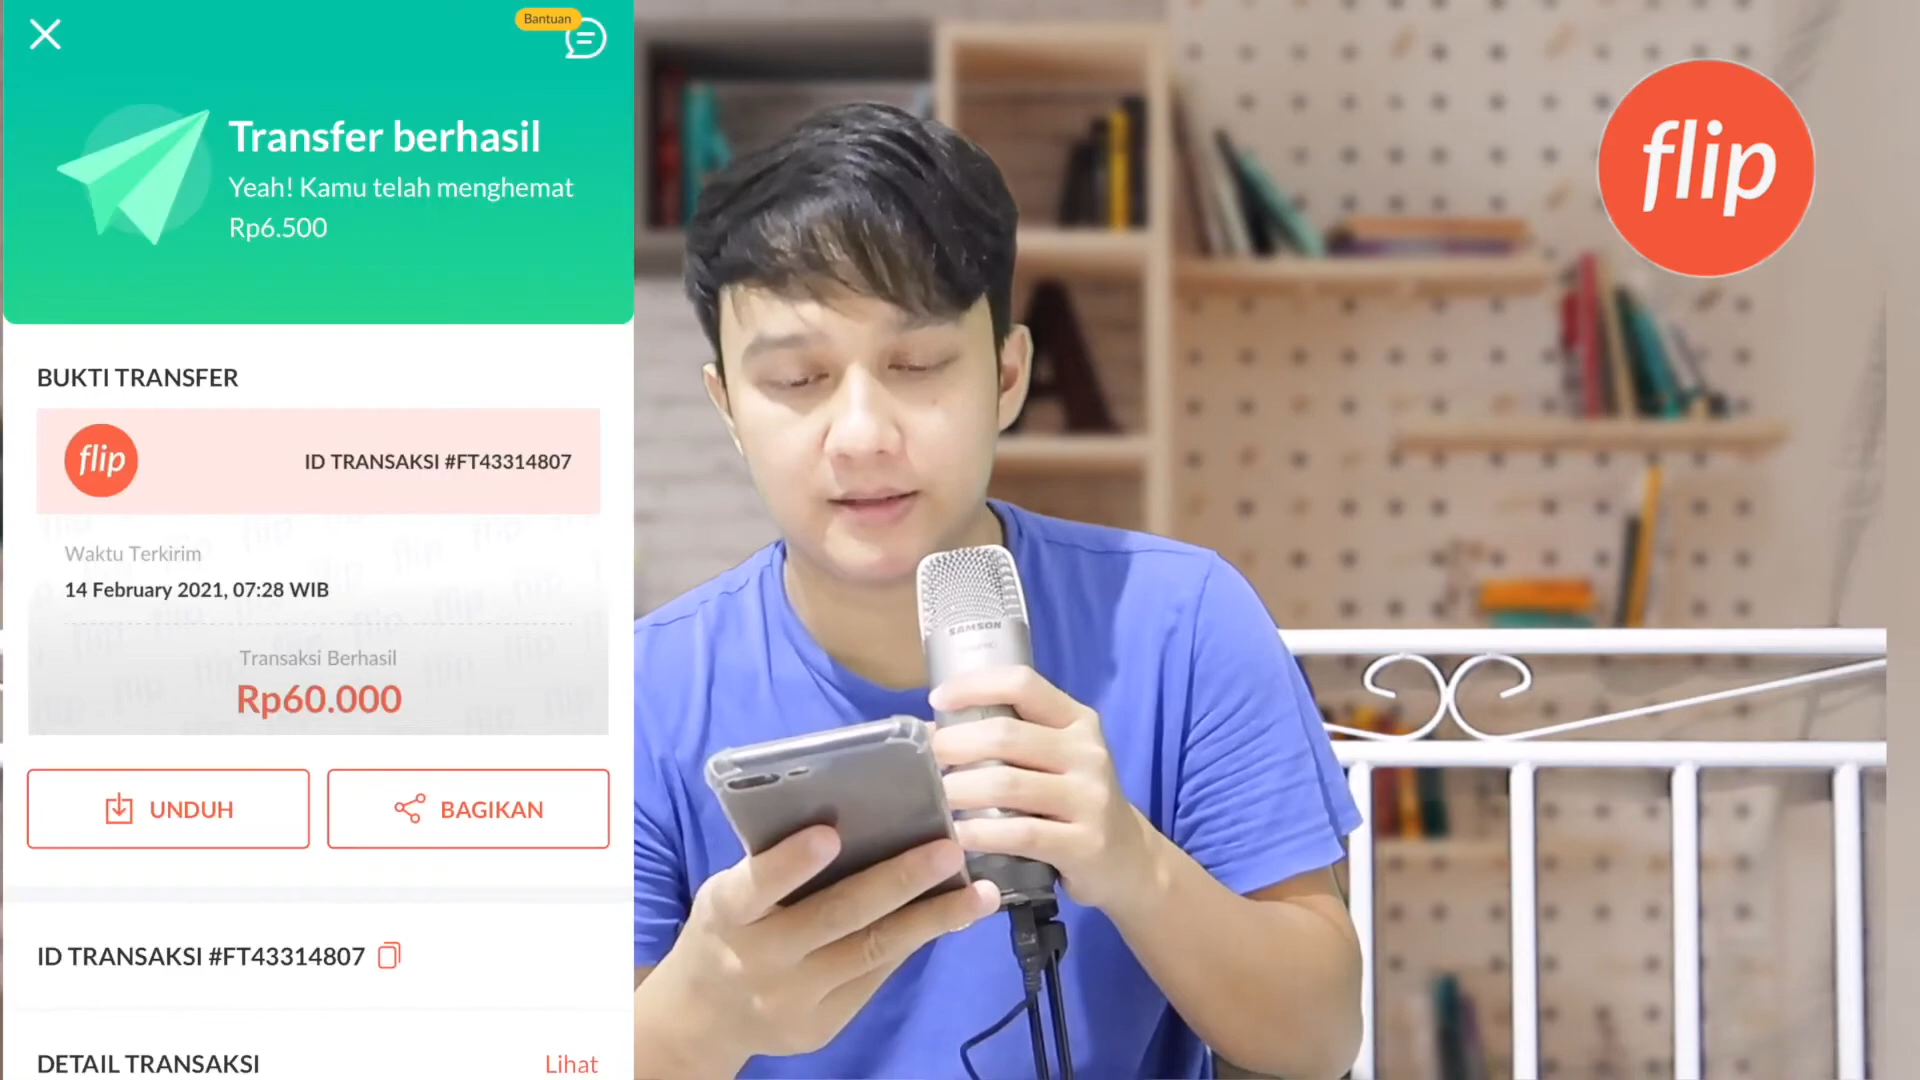 Bantuan
Transfer berhasil
Yeah! Kamu telah menghemat
Rp6.500
BUKTI TRANSFER
flip
ID TRANSAKSI #FT43314807
Waktu Terkirim
14 February 2021, 07:28 WIB
Transaksi Berhasil
Rp60.000
UNDUH
BAGIKAN
ID TRANSAKSI #FT43314807
DETAIL TRANSAKSI
Lihat
flip
SAMSON
A